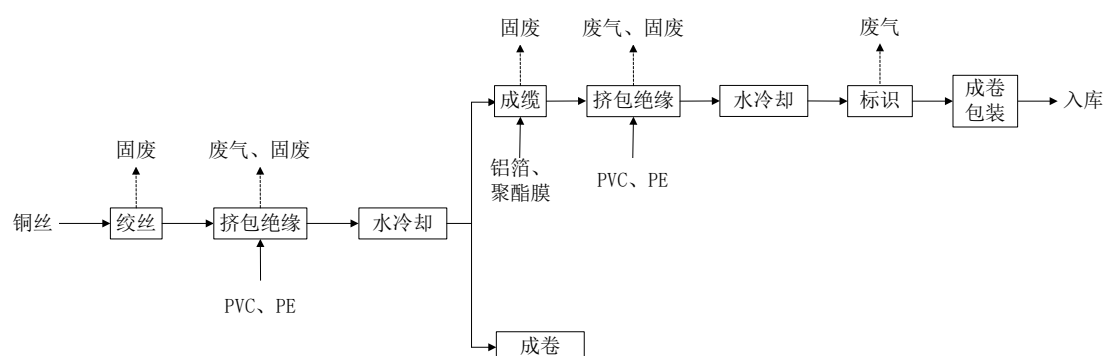 固废
废气、固废
废气
成缆
挤包绝缘
水冷却
标识
成卷
包装
入库
固废
废气、固废
铝箔、
聚酯膜
PVC、PE
铜丝
绞丝
挤包绝缘
水冷却
PVC、PE
成卷